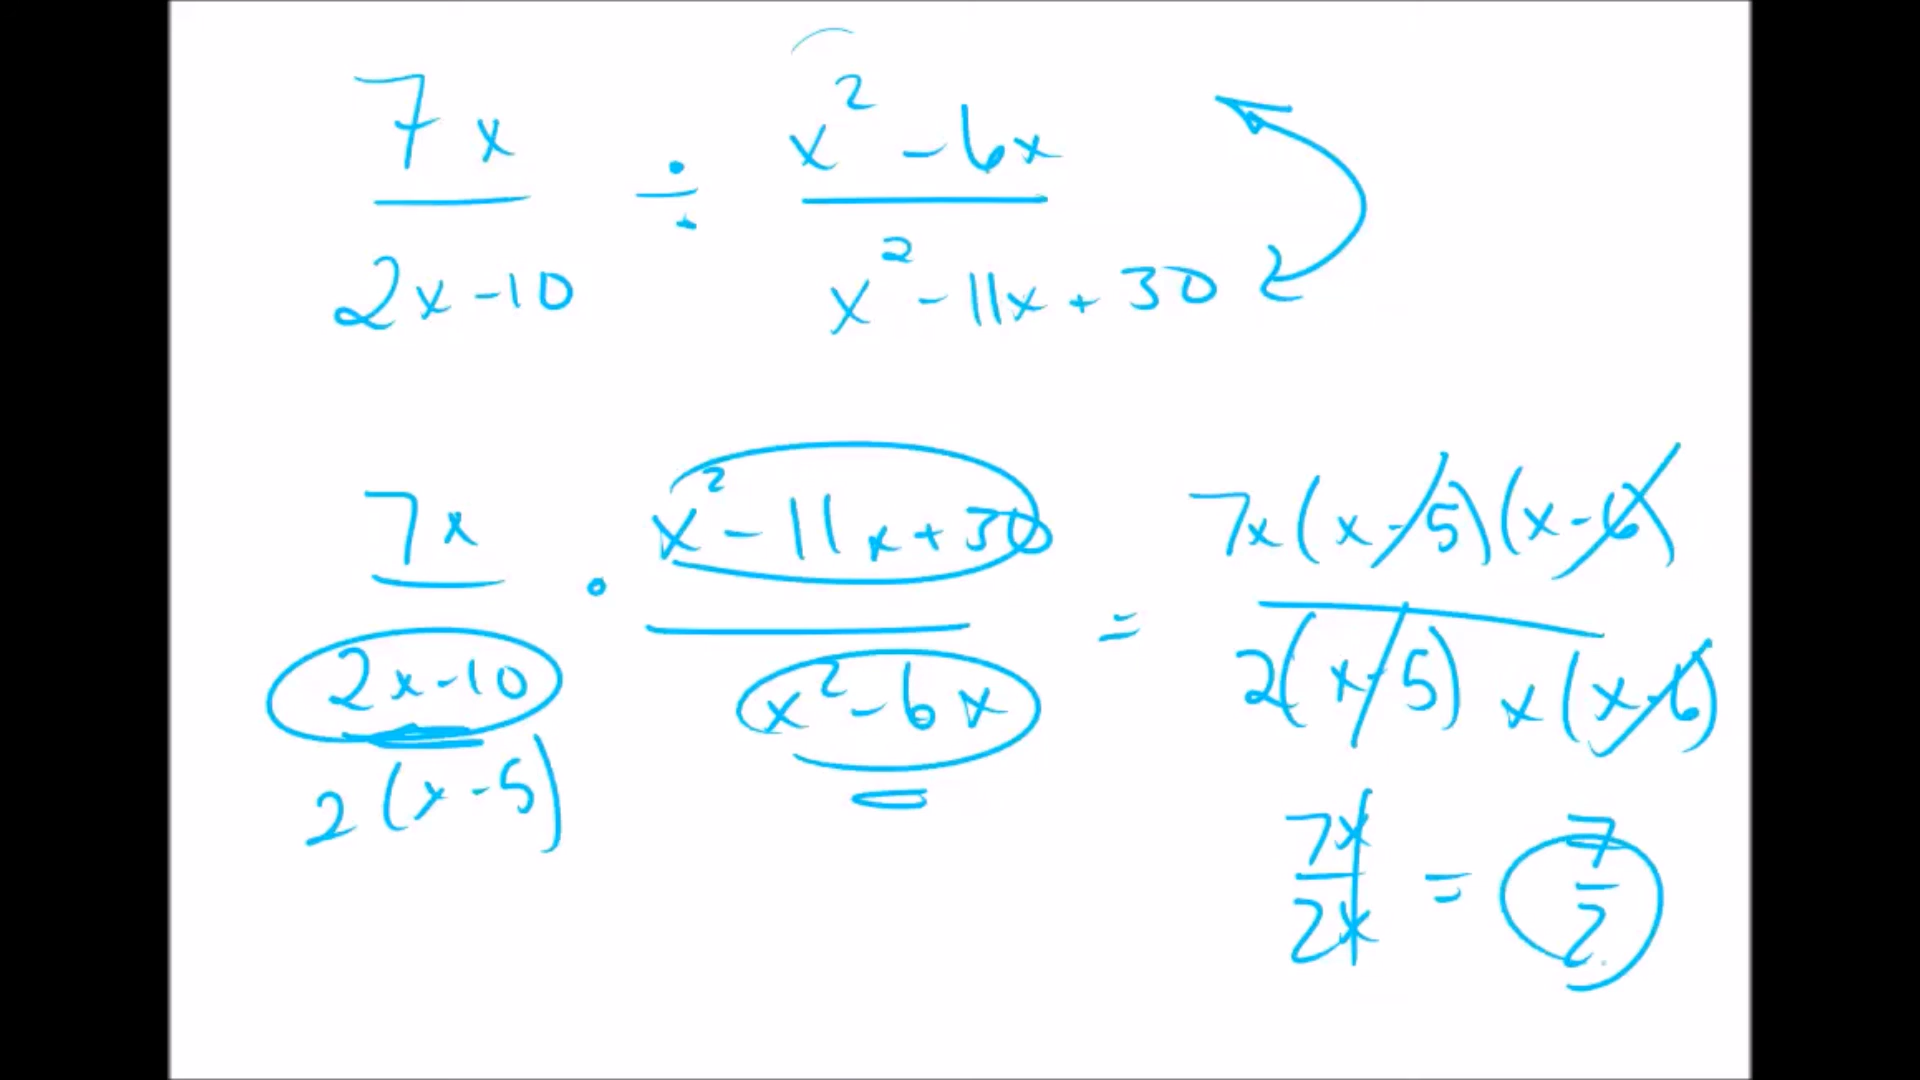 7x / 2x-10 ÷ x² - 6x / x² - 11x + 30
7x / 2x-10 · x² - 11x + 30 / x² - 6x = 7x(x-5)(x-6) / 2(x-5) x(x-6)
2(x-5)
7x / 2x = 7 / 2